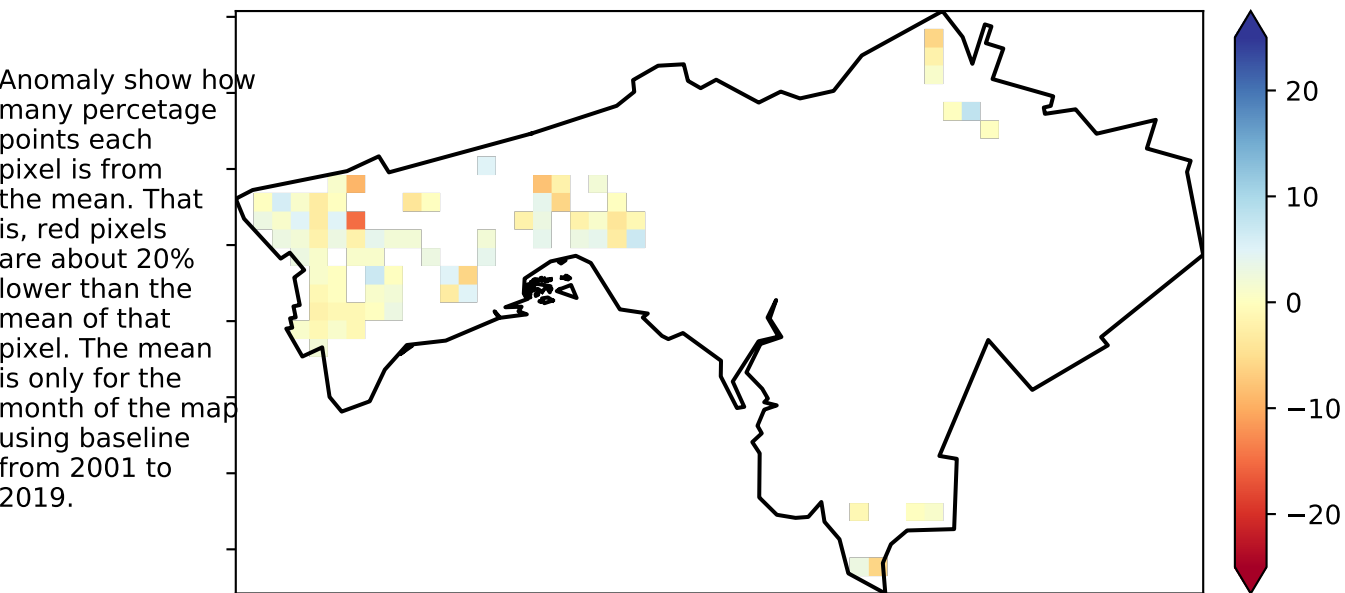 Anomaly show how
many percetage
points each
pixel is from
the mean. That
is, red pixels
are about 20%
lower than the
mean of that
pixel. The mean
is only for the
month of the map
using baseline
from 2001 to
2019.
20
10
0
−10
−20